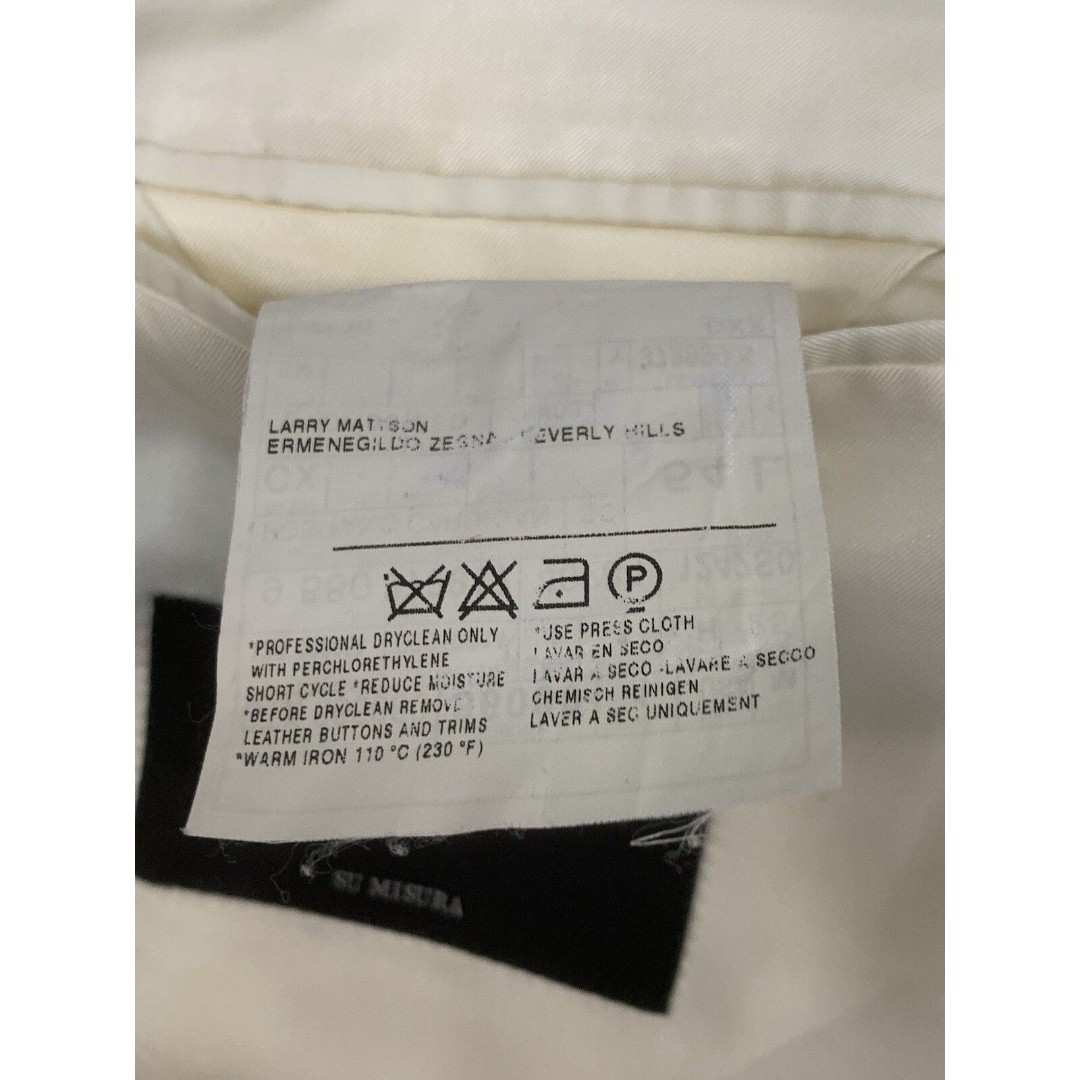 LARRY MATTSON
ERMENEGILDO ZEGNA BEVERLY HILLS
P
*PROFESSIONAL DRYCLEAN ONLY
WITH PERCHLORETHYLENE
SHORT CYCLE *REDUCE MOISTURE
*BEFORE DRYCLEAN REMOVE
LEATHER BUTTONS AND TRIMS
*WARM IRON 110 °C (230 °F)
*USE PRESS CLOTH
LAVAR EN SECO
LAVAR A SECO -LAVARE A SECCO
CHEMISCH REINIGEN
LAVER A SEC UNIQUEMENT
SU MISURA